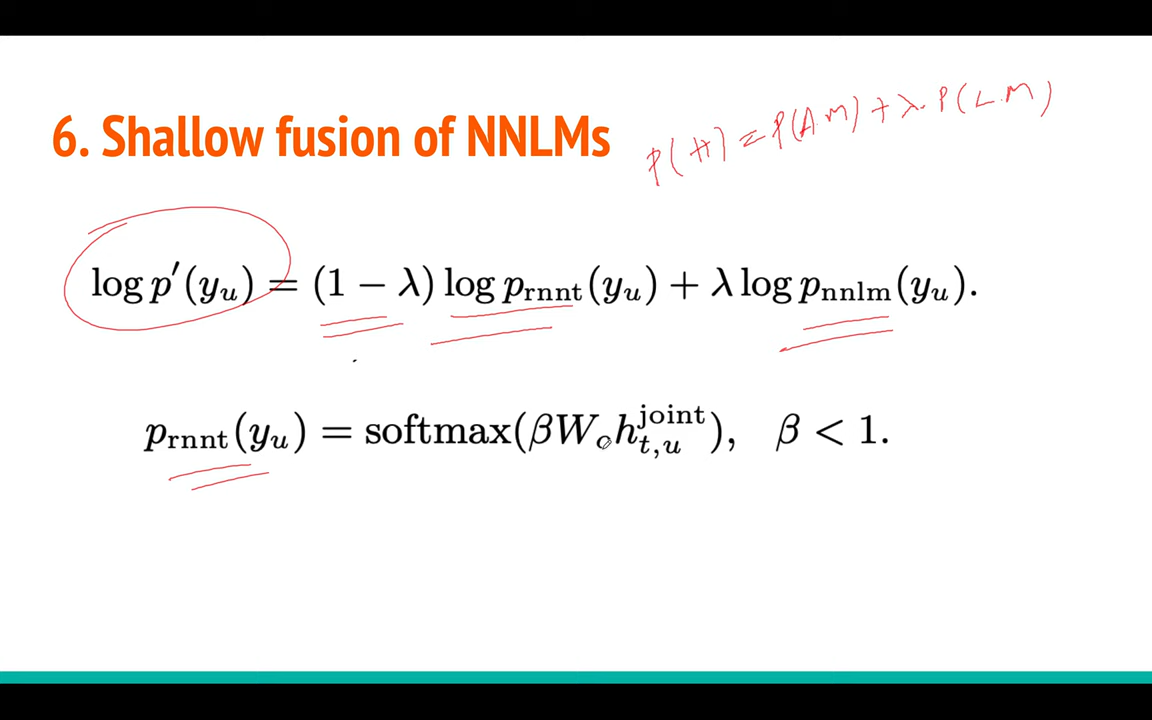 6. Shallow fusion of NNLMs
P(H) = P(A.M) + λ. P(L.M)
log p′(y_u) = (1 − λ) log p_rnnt(y_u) + λ log p_nnlm(y_u).
p_rnnt(y_u) = softmax(βW_o h_{t,u}^{joint}), β < 1.